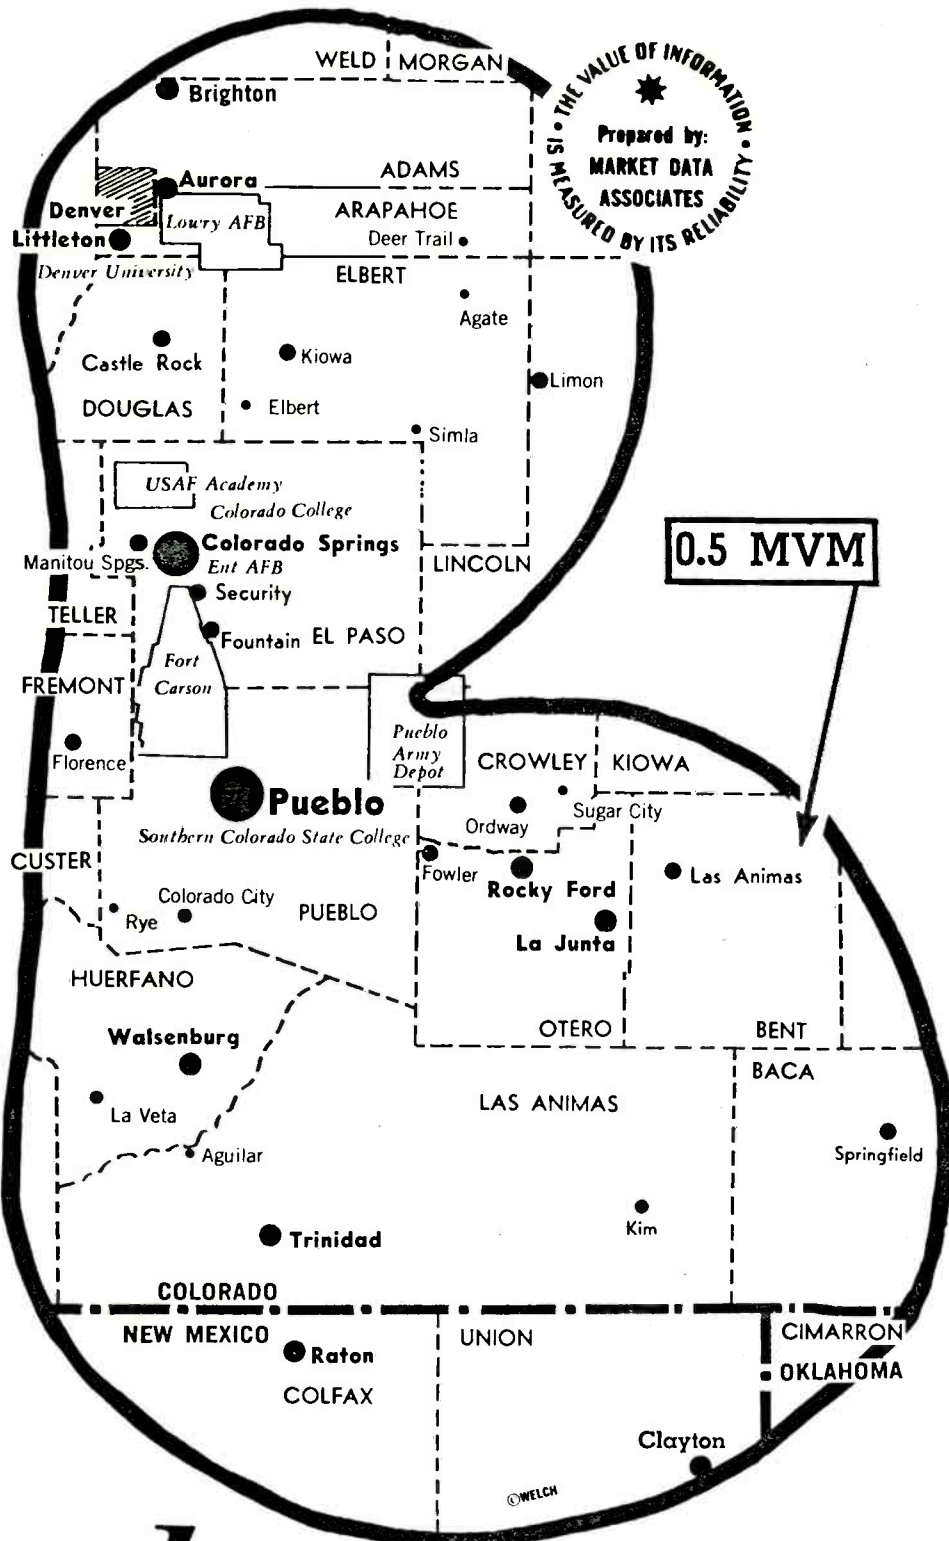 WELD
MORGAN
• THE VALUE OF INFORMATION • IS MEASURED BY ITS RELIABILITY
Prepared by:
MARKET DATA
ASSOCIATES
Brighton
ADAMS
Aurora
Denver
Lowry AFB
ARAPAHOE
Littleton
Deer Trail
Denver University
ELBERT
Agate
Castle Rock
Kiowa
Limon
DOUGLAS
Elbert
Simla
USAF Academy
Colorado College
Colorado Springs
Manitou Spgs.
Ent AFB
LINCOLN
0.5 MVM
Security
TELLER
Fountain
EL PASO
Fort
Carson
FREMONT
Florence
Pueblo
Army
Depot
CROWLEY
KIOWA
Pueblo
Ordway
Sugar City
Southern Colorado State College
CUSTER
Fowler
Rocky Ford
Las Animas
Rye
Colorado City
PUEBLO
La Junta
HUERFANO
OTERO
BENT
Walsenburg
BACA
La Veta
LAS ANIMAS
Aguilar
Springfield
Kim
Trinidad
COLORADO
NEW MEXICO
UNION
CIMARRON
OKLAHOMA
Raton
COLFAX
Clayton
©WELCH